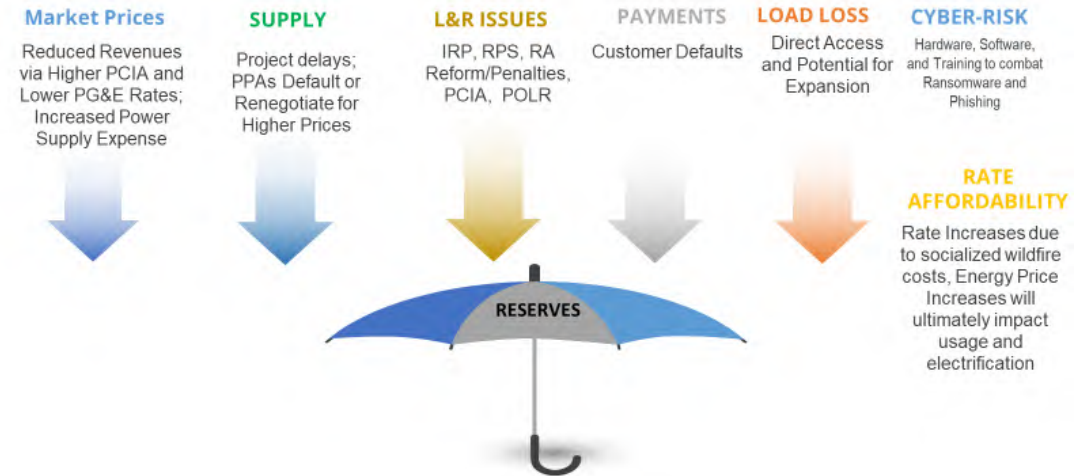 Market Prices
Reduced Revenues
via Higher PCIA and
Lower PG&E Rates;
Increased Power
Supply Expense
SUPPLY
Project delays;
PPAs Default or
Renegotiate for
Higher Prices
L&R ISSUES
IRP, RPS, RA
Reform/Penalties,
PCIA, POLR
PAYMENTS
Customer Defaults
LOAD LOSS
Direct Access
and Potential for
Expansion
CYBER-RISK
Hardware, Software,
and Training to combat
Ransomware and
Phishing
RATE
AFFORDABILITY
Rate Increases due
to socialized wildfire
costs, Energy Price
Increases will
ultimately impact
usage and
electrification
RESERVES